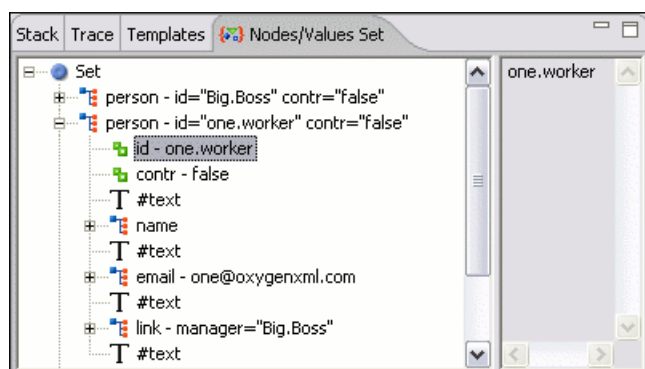 Stack Trace Templates Nodes/Values Set
Set
person - id="Big.Boss" contr="false"
person - id="one.worker" contr="false"
id - one.worker
contr - false
T #text
name
T #text
email - one@oxygenxml.com
T #text
link - manager="Big.Boss"
T #text
one.worker